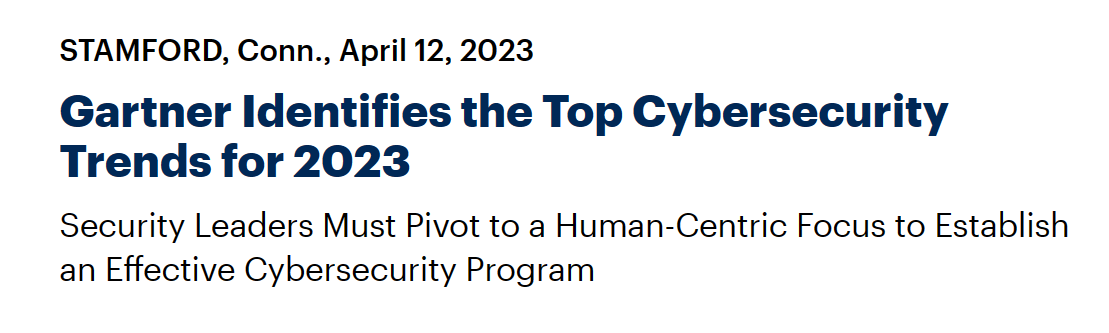 STAMFORD, Conn., April 12, 2023
Gartner Identifies the Top Cybersecurity
Trends for 2023
Security Leaders Must Pivot to a Human-Centric Focus to Establish
an Effective Cybersecurity Program